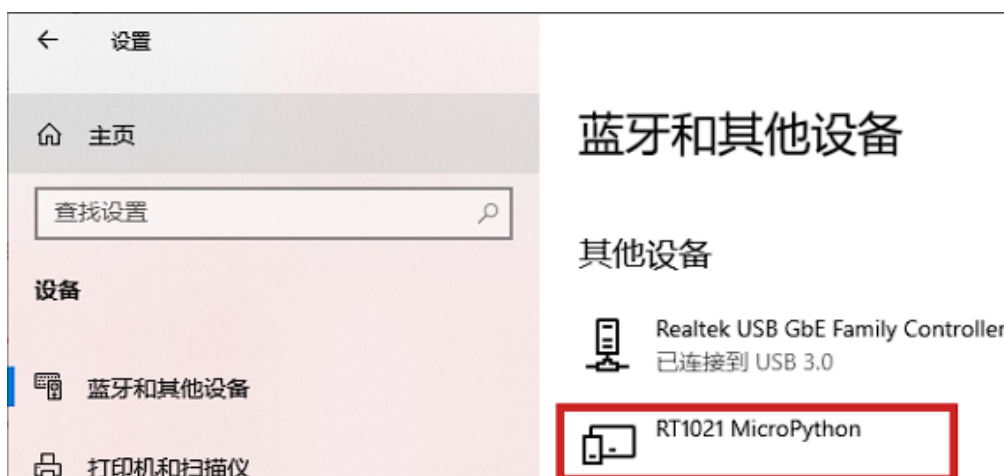 设置
主页
查找设置
设备
蓝牙和其他设备
打印机和扫描仪
蓝牙和其他设备
其他设备
Realtek USB GbE Family Controller
已连接到 USB 3.0
RT1021 MicroPython